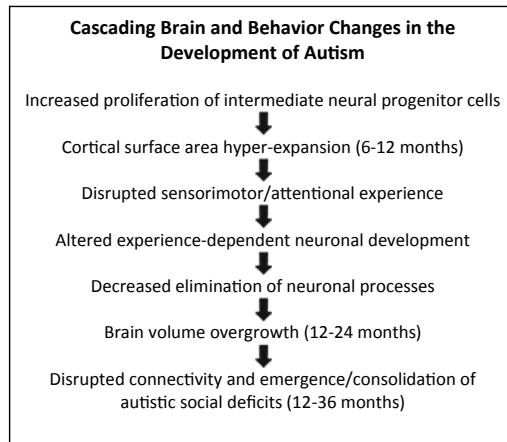 Cascading Brain and Behavior Changes in the
Development of Autism
Increased proliferation of intermediate neural progenitor cells
Cortical surface area hyper-expansion (6-12 months)
Disrupted sensorimotor/attentional experience
Altered experience-dependent neuronal development
Decreased elimination of neuronal processes
Brain volume overgrowth (12-24 months)
Disrupted connectivity and emergence/consolidation of
autistic social deficits (12-36 months)